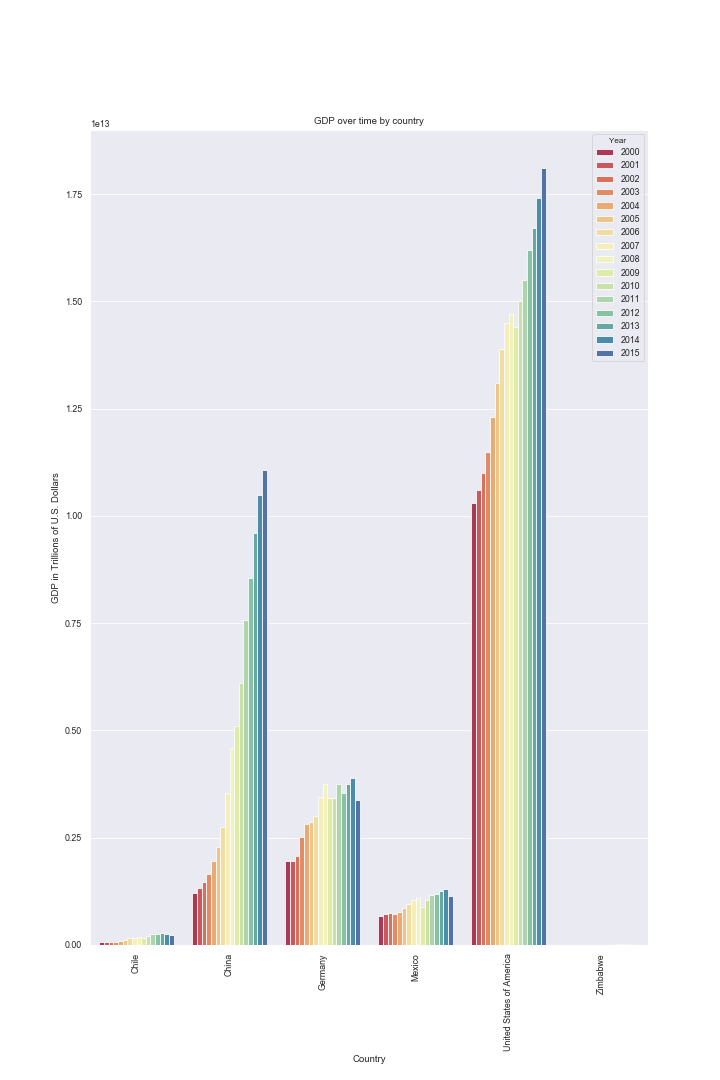 GDP over time by country
1e13
Year
2000
2001
2002
2003
2004
2005
2006
2007
2008
2009
2010
2011
2012
2013
2014
2015
1.75
1.50
1.25
1.00
0.75
0.50
0.25
0.00
GDP in Trillions of U.S. Dollars
Chile
China
Germany
Mexico
United States of America
Zimbabwe
Country